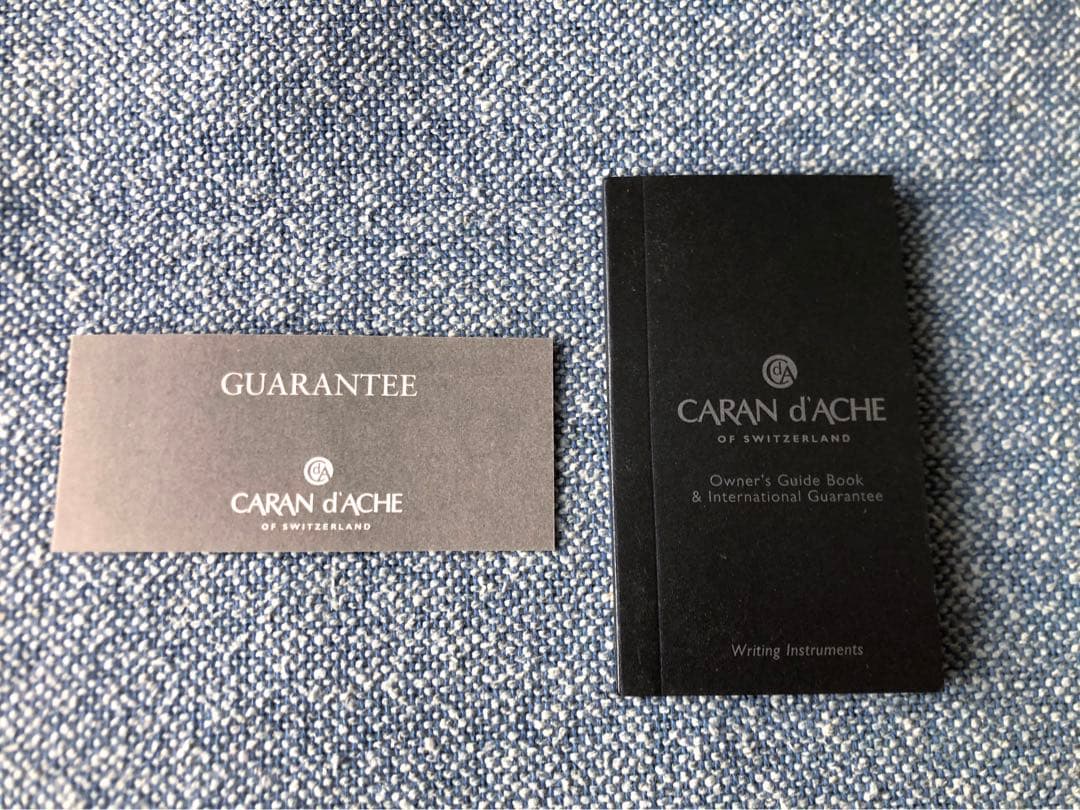 GUARANTEE
CdA
CARAN d'ACHE
OF SWITZERLAND
CdA
CARAN d'ACHE
OF SWITZERLAND
Owner's Guide Book
& International Guarantee
Writing Instruments